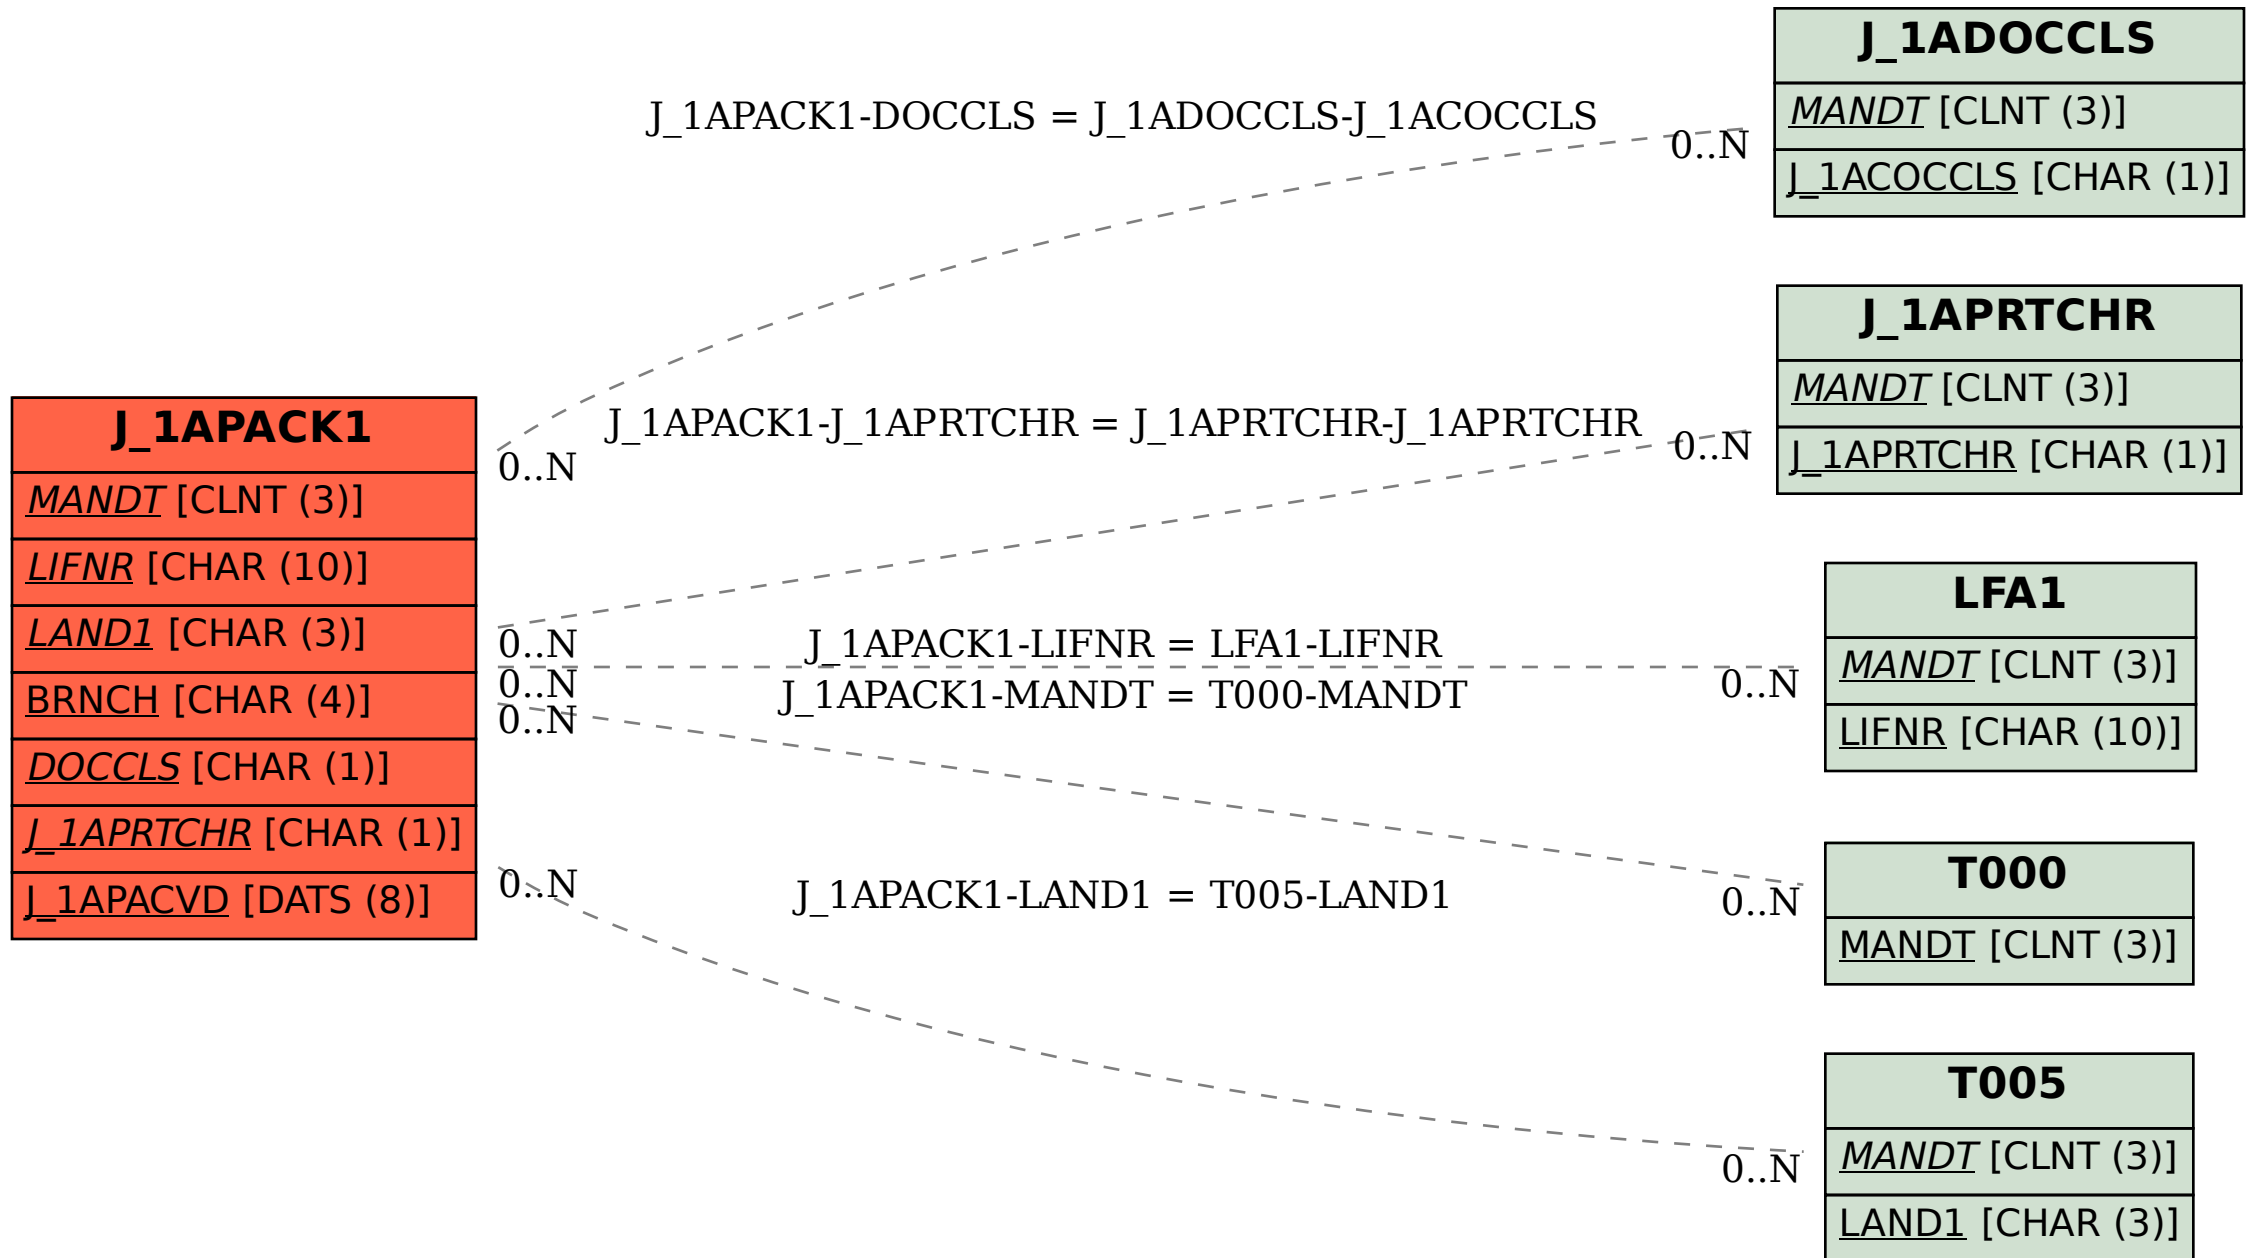 J_1APACK1
MANDT [CLNT (3)]
LIFNR [CHAR (10)]
LAND1 [CHAR (3)]
BRNCH [CHAR (4)]
DOCCLS [CHAR (1)]
J_1APRTCHR [CHAR (1)]
J_1APACVD [DATS (8)]
J_1APACK1-DOCCLS = J_1ADOCCLS-J_1ACOCCLS
0..N
0..N
J_1APACK1-J_1APRTCHR = J_1APRTCHR-J_1APRTCHR
0..N
0..N
J_1APACK1-LIFNR = LFA1-LIFNR
0..N
0..N
J_1APACK1-MANDT = T000-MANDT
0..N
0..N
J_1APACK1-LAND1 = T005-LAND1
0..N
0..N
J_1ADOCCLS
MANDT [CLNT (3)]
J_1ACOCCLS [CHAR (1)]
J_1APRTCHR
MANDT [CLNT (3)]
J_1APRTCHR [CHAR (1)]
LFA1
MANDT [CLNT (3)]
LIFNR [CHAR (10)]
T000
MANDT [CLNT (3)]
T005
MANDT [CLNT (3)]
LAND1 [CHAR (3)]